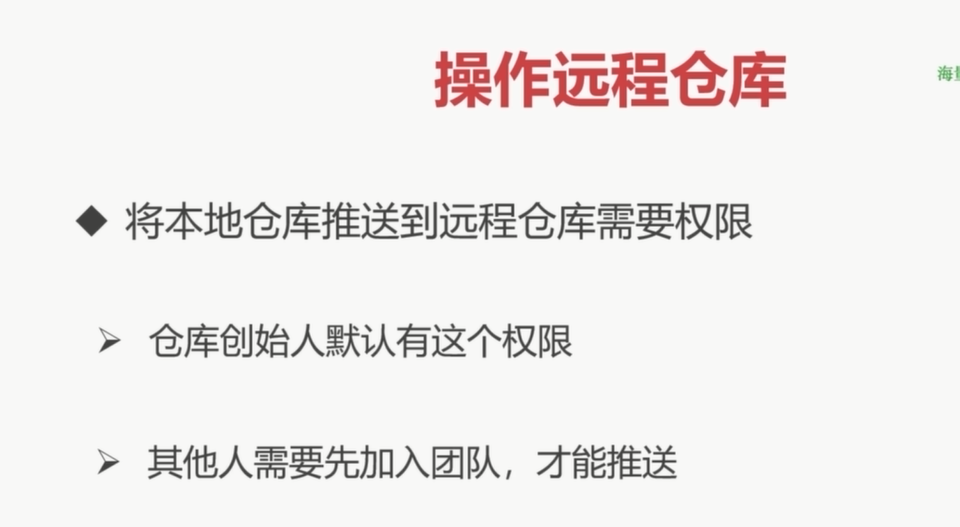 操作远程仓库
海量
将本地仓库推送到远程仓库需要权限
仓库创始人默认有这个权限
其他人需要先加入团队，才能推送